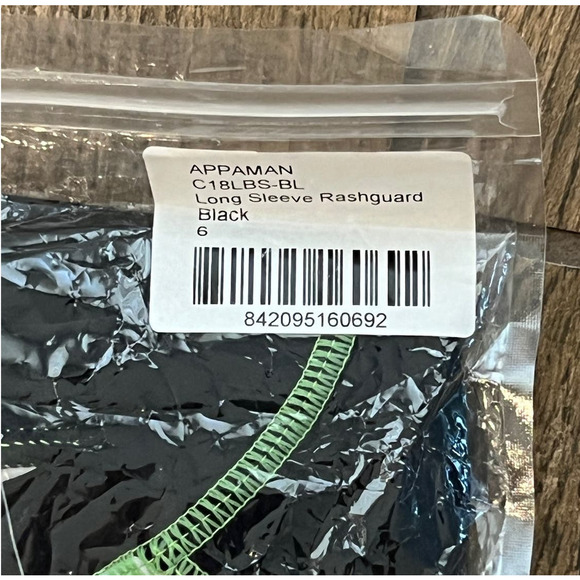 APPAMAN
C18LBS-BL
Long Sleeve Rashguard
Black
6
842095160692